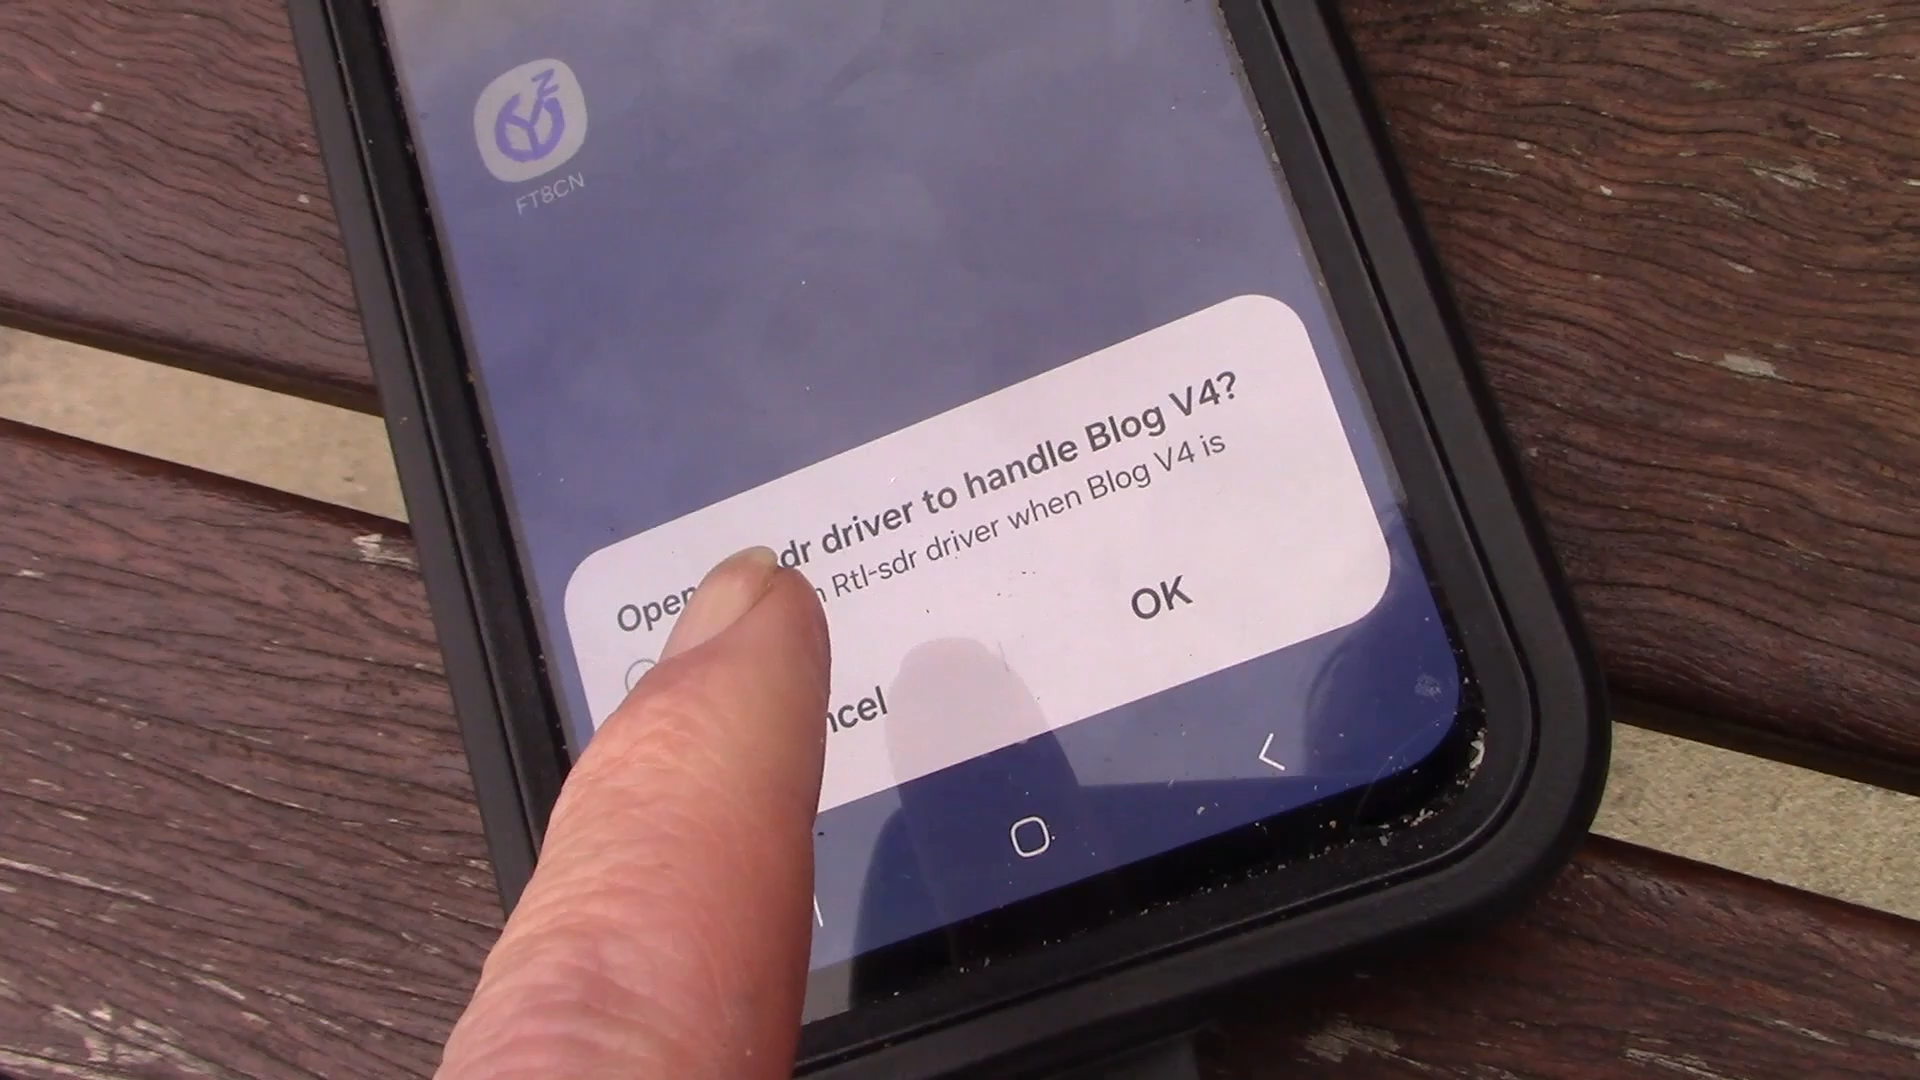 FT8CN
Open dr driver to handle Blog V4?
Rtl-sdr driver when Blog V4 is
ncel OK